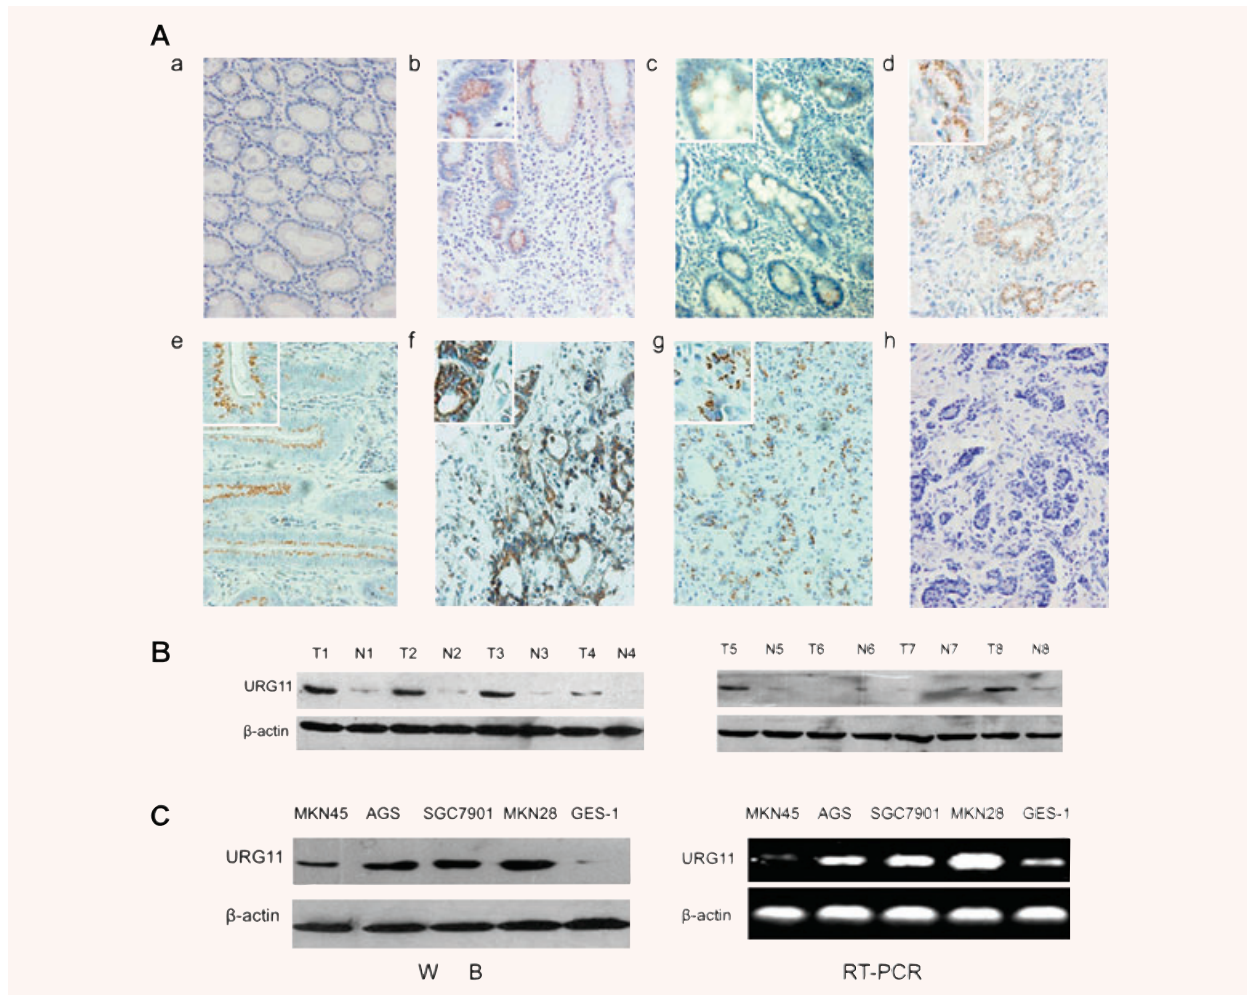 A
a b c d
e f g h
B
T1 N1 T2 N2 T3 N3 T4 N4
T5 N5 T6 N6 T7 N7 T8 N8
URG11
β-actin
C
MKN45 AGS SGC7901 MKN28 GES-1
MKN45 AGS SGC7901 MKN28 GES-1
URG11
URG11
β-actin
β-actin
W B
RT-PCR